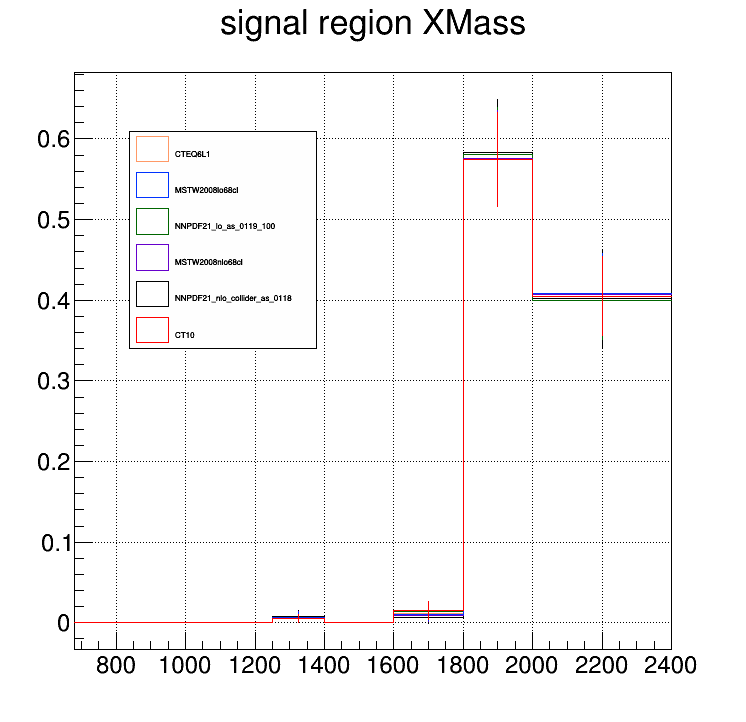 signal region XMass
0.6
0.5
0.4
0.3
0.2
0.1
0
CTEQ6L1
MSTW2008lo68cl
NNPDF21_lo_as_0119_100
MSTW2008nlo68cl
NNPDF21_nlo_collider_as_0118
CT10
800 1000 1200 1400 1600 1800 2000 2200 2400